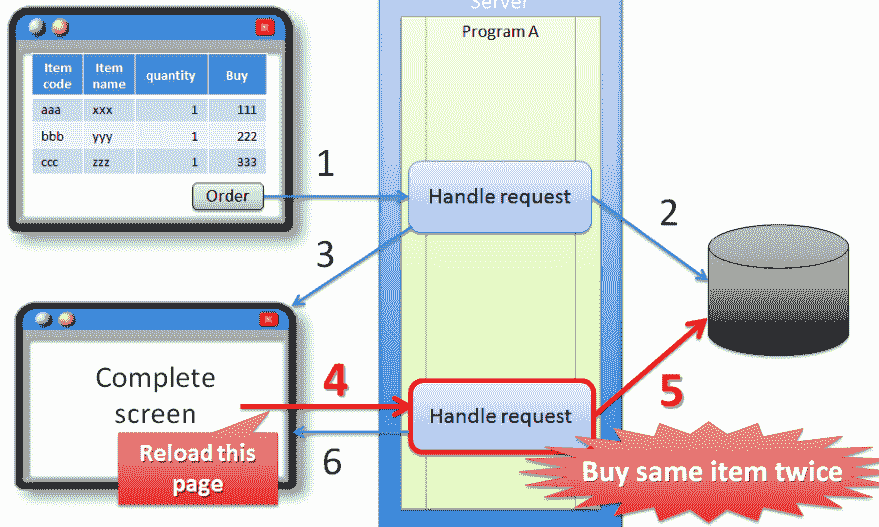 Server
Program A
Item code
Item name
quantity
Buy
aaa xxx 1 111
bbb yyy 1 222
ccc zzz 1 333
Order
1
Handle request
2
3
Complete
screen
4
Handle request
5
Reload this
page
6
Buy same item twice